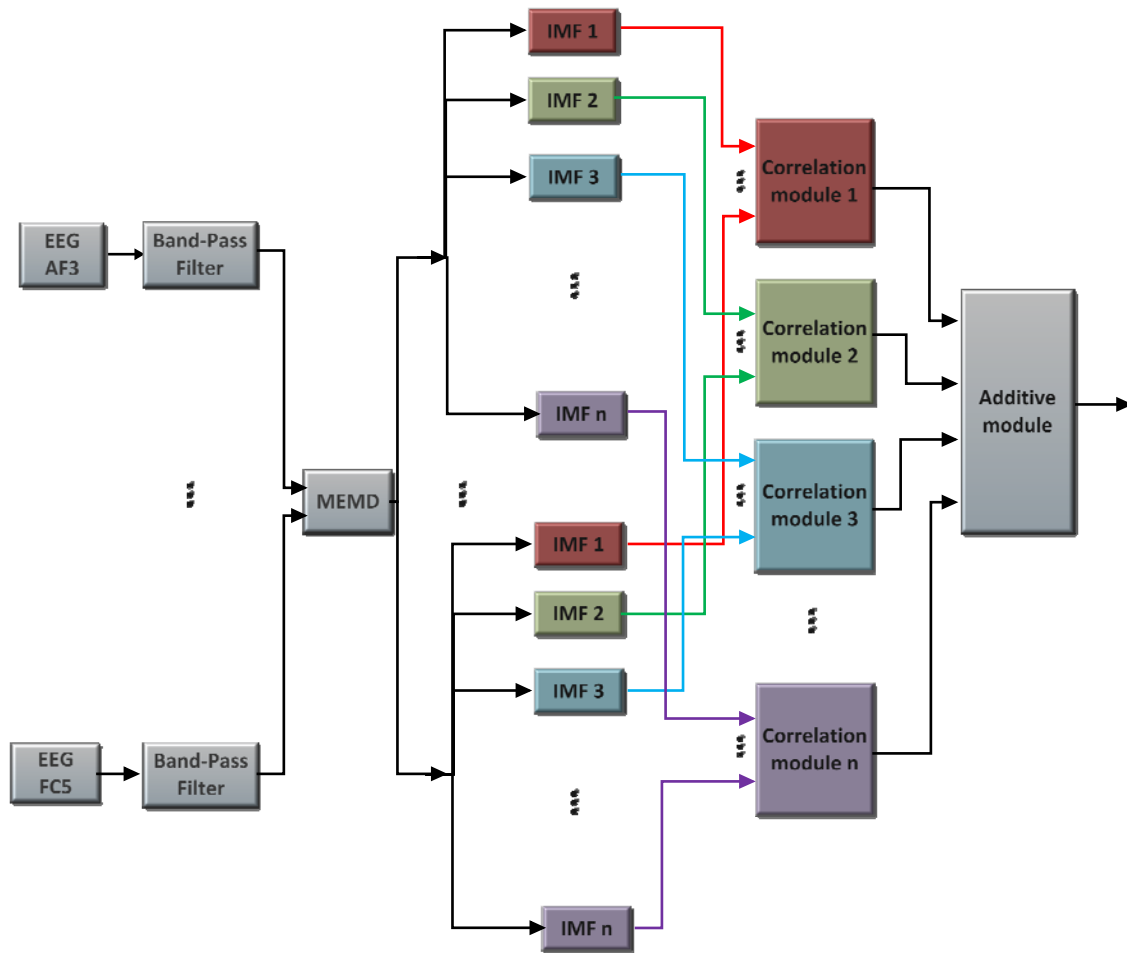 EEG
AF3
Band-Pass
Filter
EEG
FC5
Band-Pass
Filter
MEMD
IMF 1
IMF 2
IMF 3
IMF n
IMF 1
IMF 2
IMF 3
IMF n
Correlation
module 1
Correlation
module 2
Correlation
module 3
Correlation
module n
Additive
module